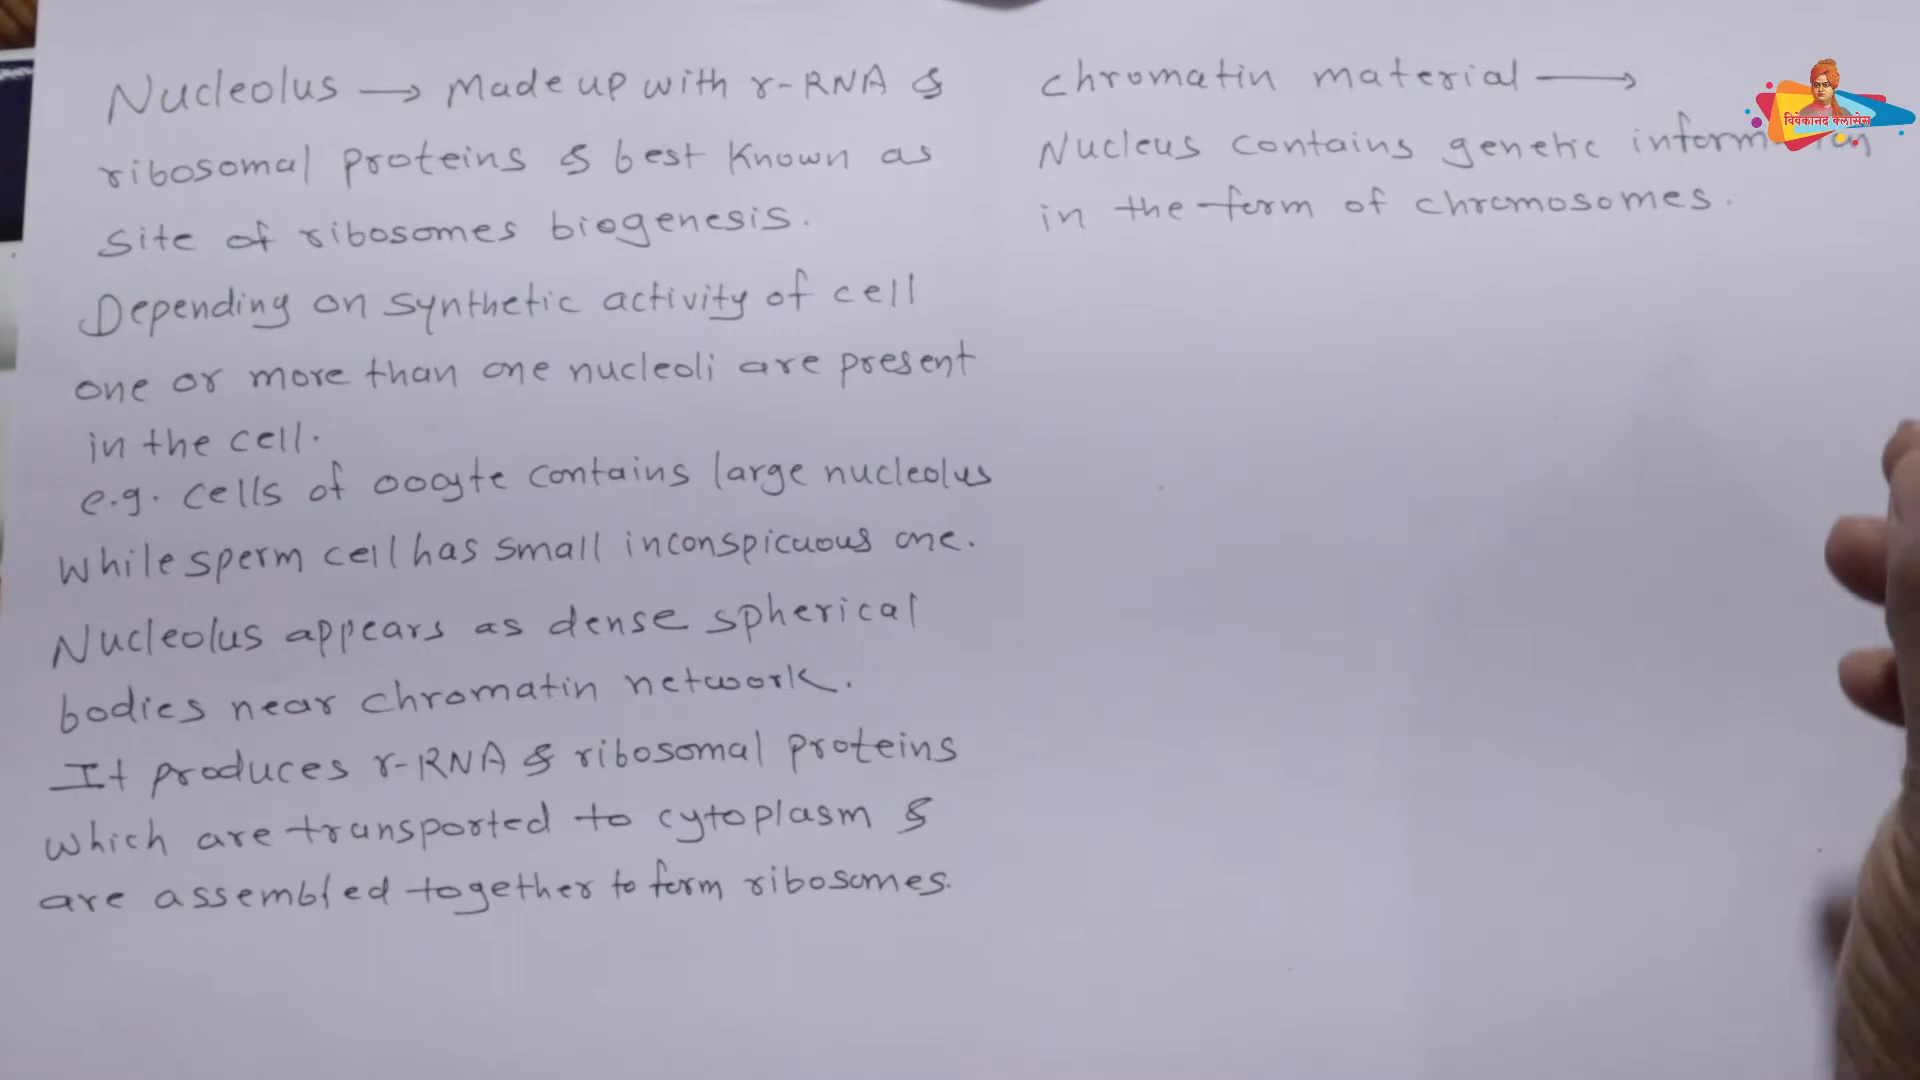 Nucleolus → Made up with r-RNA &
ribosomal proteins & best known as
site of ribosomes biogenesis.
Depending on synthetic activity of cell
one or more than one nucleoli are present
in the cell.
e.g. cells of oocyte contains large nucleolus
while sperm cell has small inconspicuous one.
Nucleolus appears as dense spherical
bodies near chromatin network.
It produces r-RNA & ribosomal proteins
which are transported to cytoplasm &
are assembled together to form ribosomes.
chromatin material →
Nucleus contains genetic information
in the form of chromosomes.
विवेकानंद क्लासेस